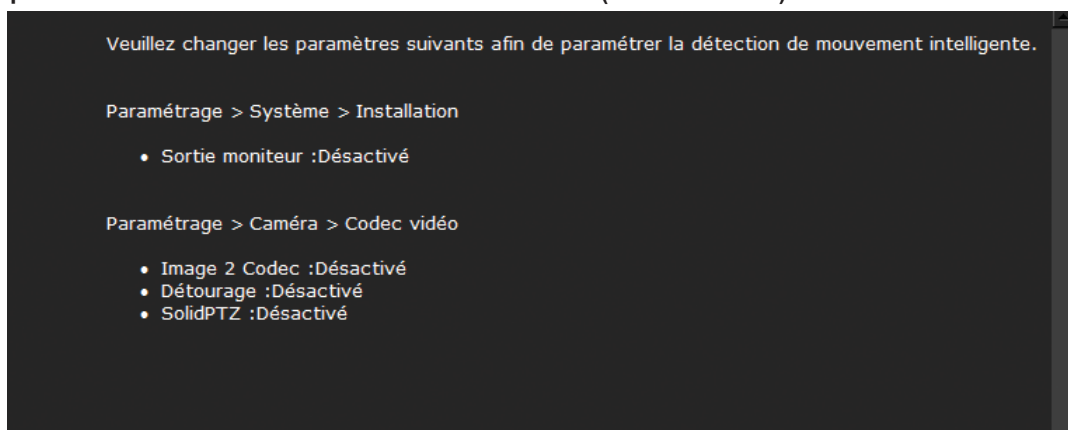 Veuillez changer les paramètres suivants afin de paramétrer la détection de mouvement intelligente.
Paramétrage > Système > Installation
• Sortie moniteur :Désactivé
Paramétrage > Caméra > Codec vidéo
• Image 2 Codec :Désactivé
• Détourage :Désactivé
• SolidPTZ :Désactivé